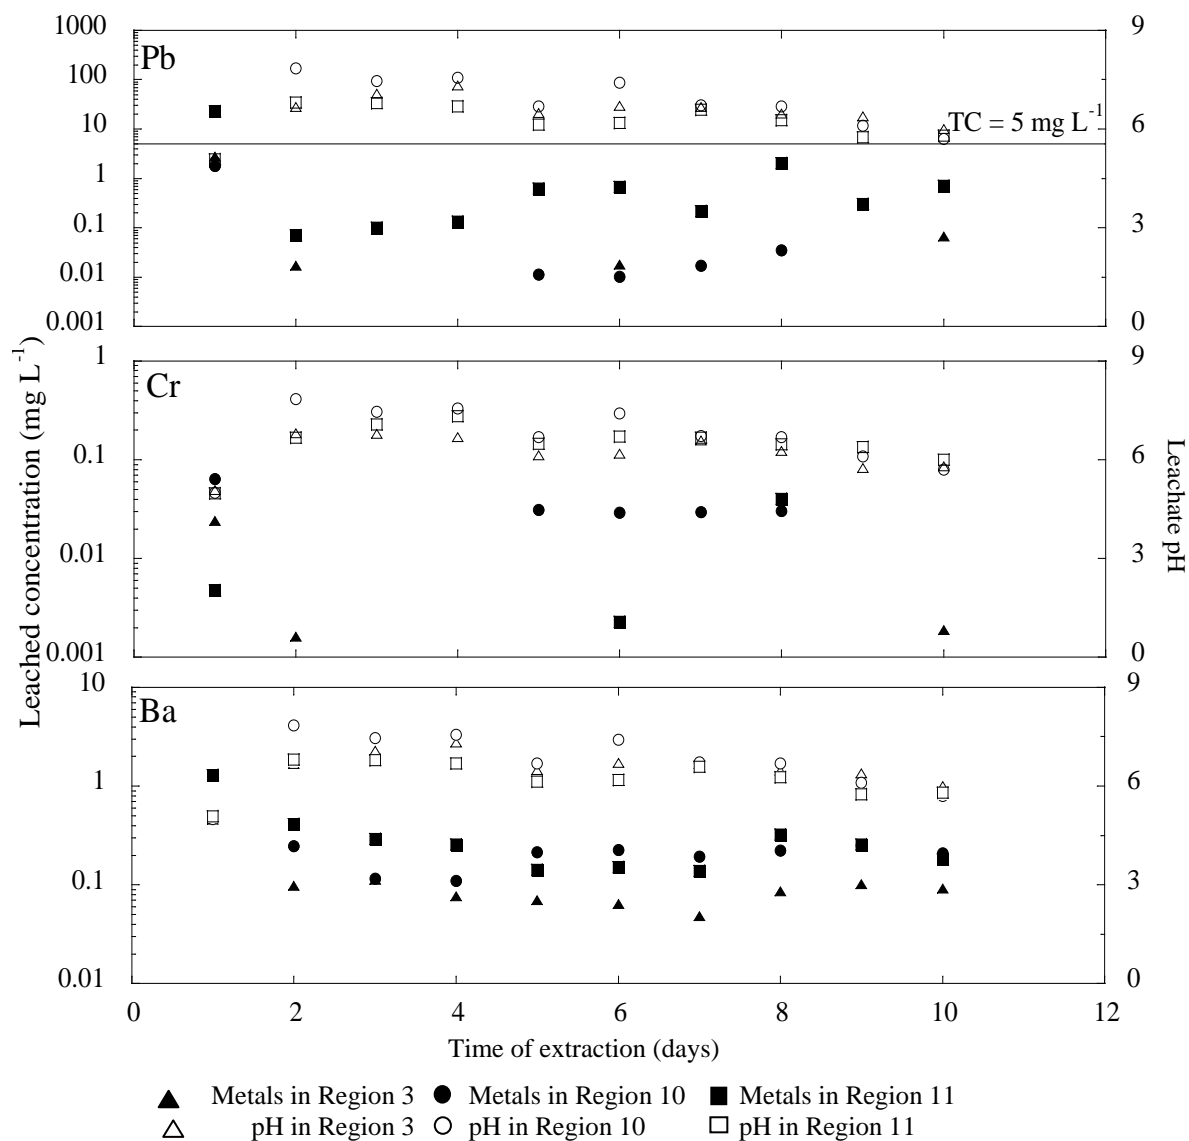 1000
100
10
1
0.1
0.01
0.001
Pb
TC = 5 mg L⁻¹
9
6
3
0
1
0.1
0.01
0.001
Cr
9
6
3
0
10
1
0.1
0.01
Ba
9
6
3
0
Leached concentration (mg L⁻¹)
Leachate pH
0 2 4 6 8 10 12
Time of extraction (days)
Metals in Region 3 Metals in Region 10 Metals in Region 11
pH in Region 3 pH in Region 10 pH in Region 11